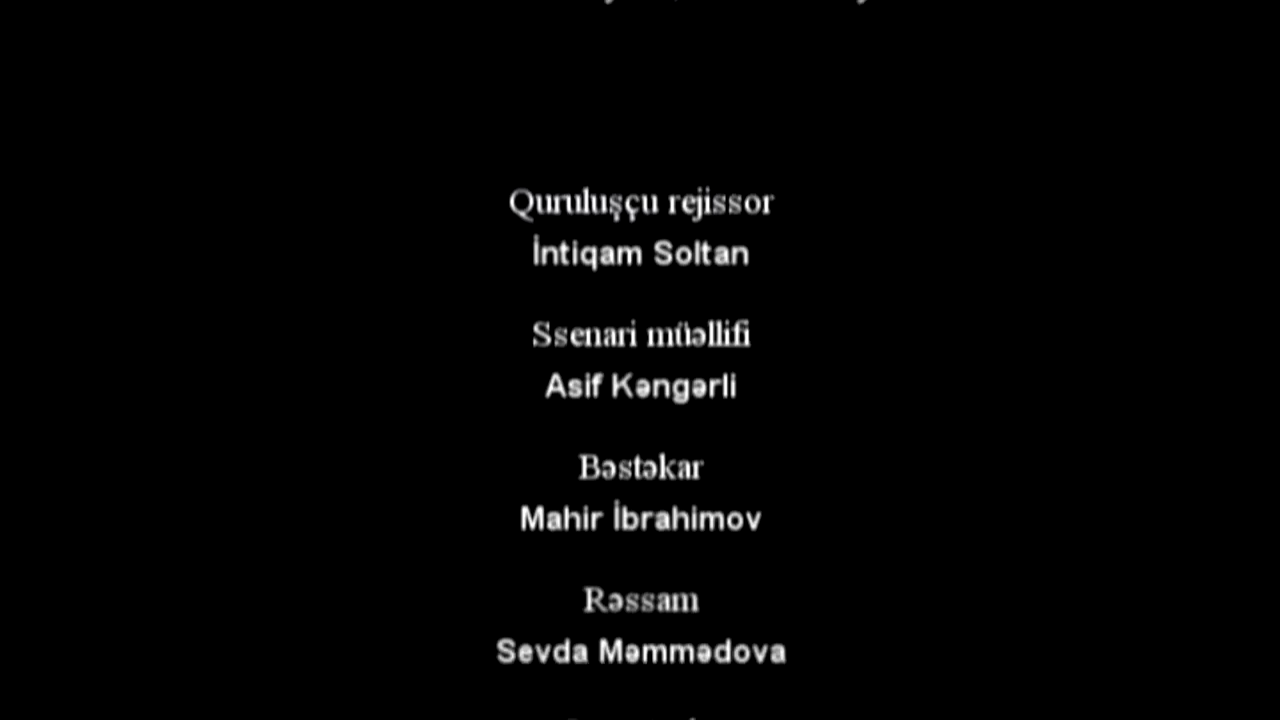 Quruluşçu rejissor
İntiqam Soltan
Ssenari müəllifi
Asif Kəngərli
Bəstəkar
Mahir İbrahimov
Rəssam
Sevda Məmmədova